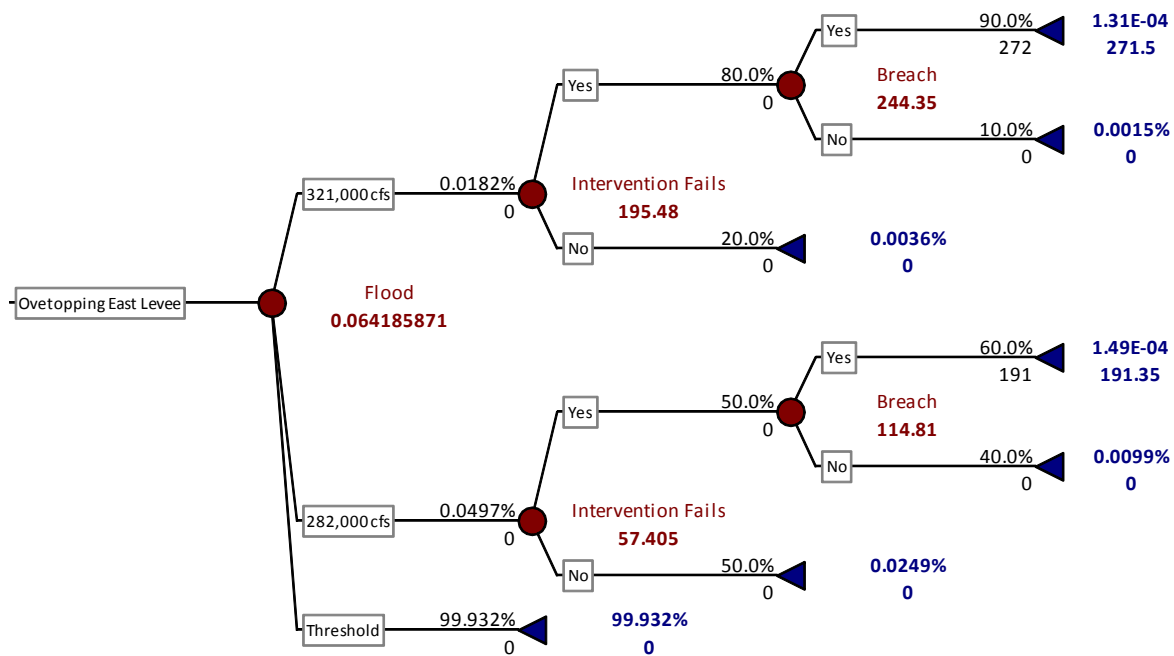 Yes
90.0%
272
1.31E-04
271.5
Yes
80.0%
0
Breach
244.35
No
10.0%
0
0.0015%
0
321,000 cfs
0.0182%
0
Intervention Fails
195.48
No
20.0%
0
0.0036%
0
Ovetopping East Levee
Flood
0.064185871
Yes
60.0%
191
1.49E-04
191.35
Yes
50.0%
0
Breach
114.81
No
40.0%
0
0.0099%
0
282,000 cfs
0.0497%
0
Intervention Fails
57.405
No
50.0%
0
0.0249%
0
Threshold
99.932%
0
99.932%
0